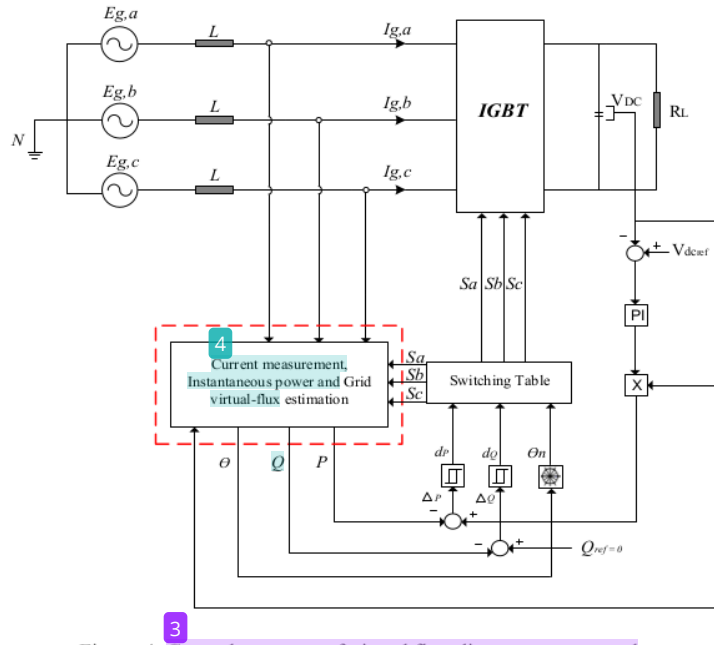 Eg,a
L
Ig,a
Eg,b
L
Ig,b
IGBT
VDC
RL
N
Eg,c
L
Ig,c
− + Vdcref
Sa Sb Sc
PI
4
Current measurement,
Instantaneous power and Grid
virtual-flux estimation
Sa
Sb
Sc
Switching Table
X
Θ Q P
dP dQ Θn
ΔP ΔQ
− +
− + Qref = 0
3